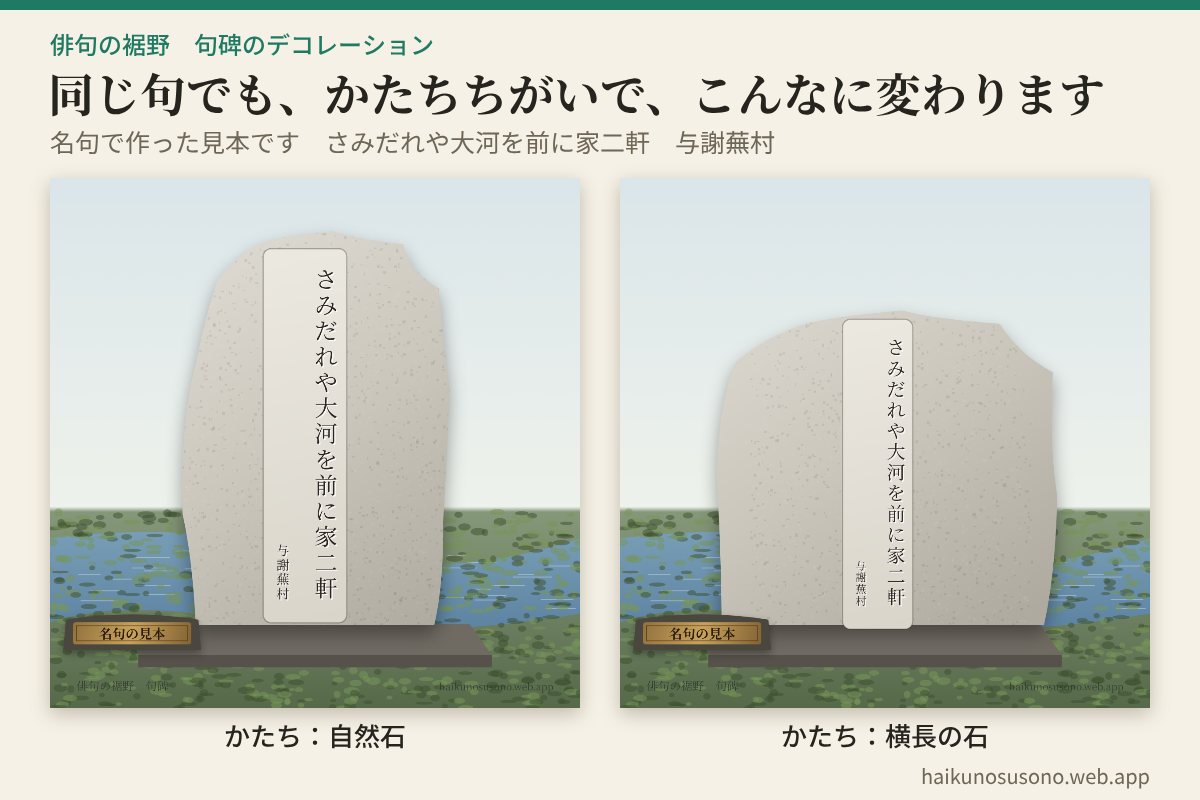 俳句の裾野　句碑のデコレーション
同じ句でも、かたちちがいで、こんなに変わります
名句で作った見本です　さみだれや大河を前に家二軒　与謝蕪村
さみだれや大河を前に家二軒
与謝蕪村
名句の見本
俳句の裾野　句碑
haikunosusono.web.app
かたち：自然石
さみだれや大河を前に家二軒
与謝蕪村
名句の見本
俳句の裾野　句碑
haikunosusono.web.app
かたち：横長の石
haikunosusono.web.app